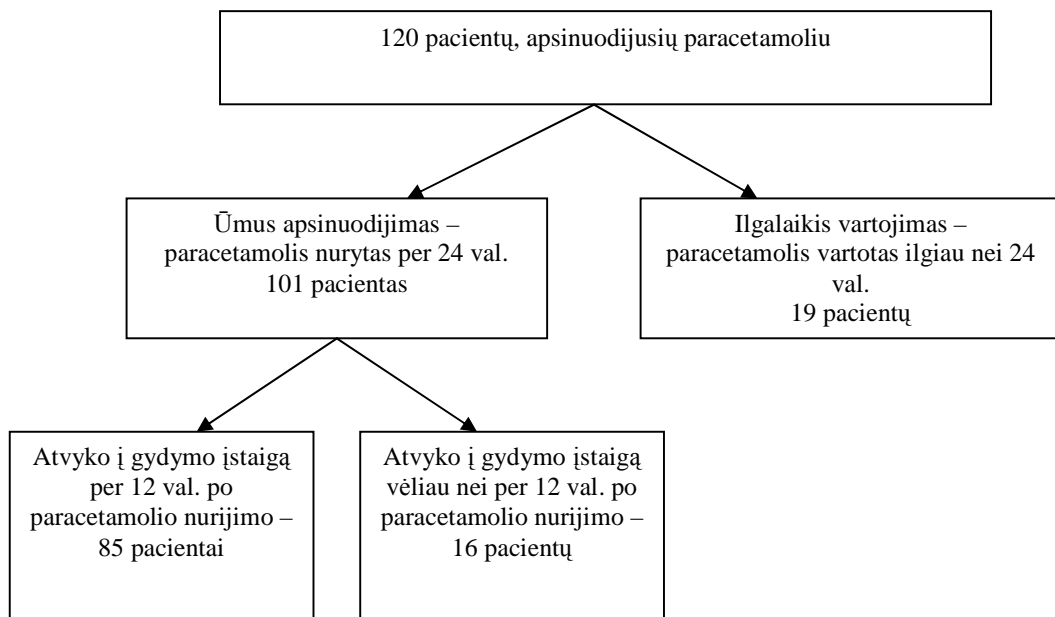 120 pacientų, apsinuodijusių paracetamoliu
Ūmus apsinuodijimas –
paracetamolis nurytas per 24 val.
101 pacientas
Ilgalaikis vartojimas –
paracetamolis vartotas ilgiau nei 24
val.
19 pacientų
Atvyko į gydymo įstaigą
per 12 val. po
paracetamolio nurijimo –
85 pacientai
Atvyko į gydymo įstaigą
vėliau nei per 12 val. po
paracetamolio nurijimo –
16 pacientų